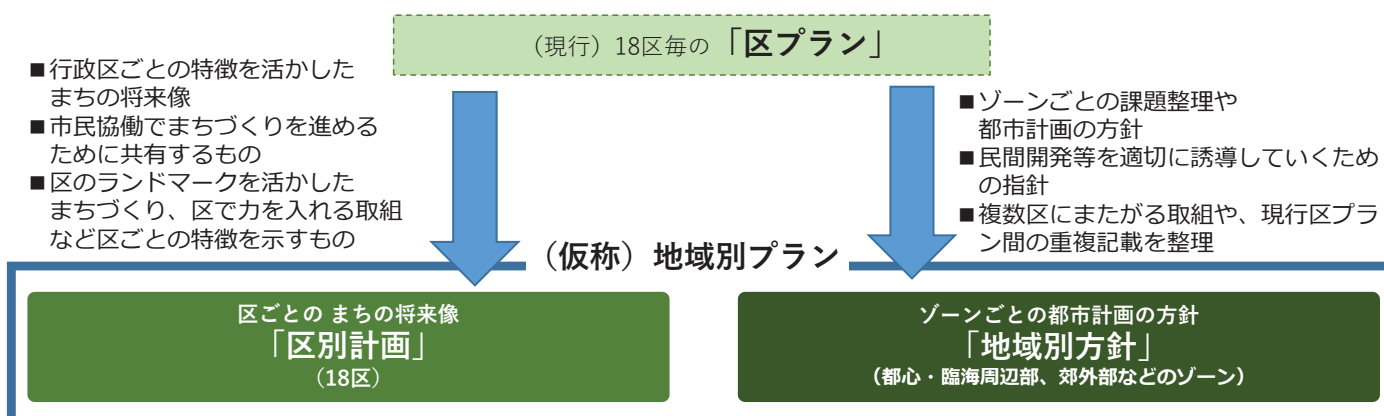 （現行）18区毎の「区プラン」
■行政区ごとの特徴を活かした
まちの将来像
■市民協働でまちづくりを進める
ために共有するもの
■区のランドマークを活かした
まちづくり、区で力を入れる取組
など区ごとの特徴を示すもの
■ゾーンごとの課題整理や
都市計画の方針
■民間開発等を適切に誘導していくため
の指針
■複数区にまたがる取組や、現行区プラ
ン間の重複記載を整理
（仮称）地域別プラン
区ごとの まちの将来像
「区別計画」
（18区）
ゾーンごとの都市計画の方針
「地域別方針」
（都心・臨海周辺部、郊外部などのゾーン）